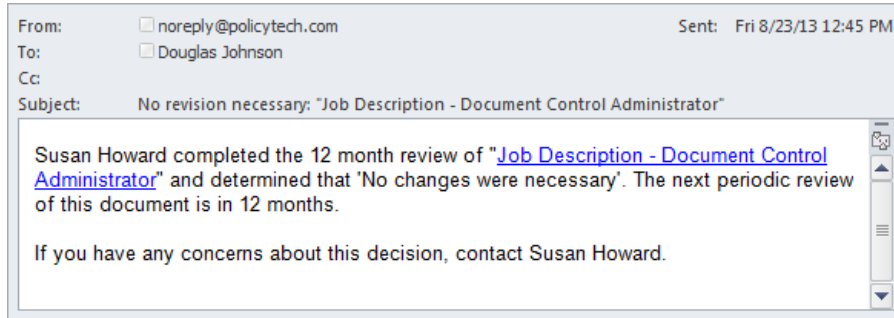 From: noreply@policytech.com Sent: Fri 8/23/13 12:45 PM
To: Douglas Johnson
Cc:
Subject: No revision necessary: "Job Description - Document Control Administrator"
Susan Howard completed the 12 month review of "Job Description - Document Control
Administrator" and determined that 'No changes were necessary'. The next periodic review
of this document is in 12 months.
If you have any concerns about this decision, contact Susan Howard.